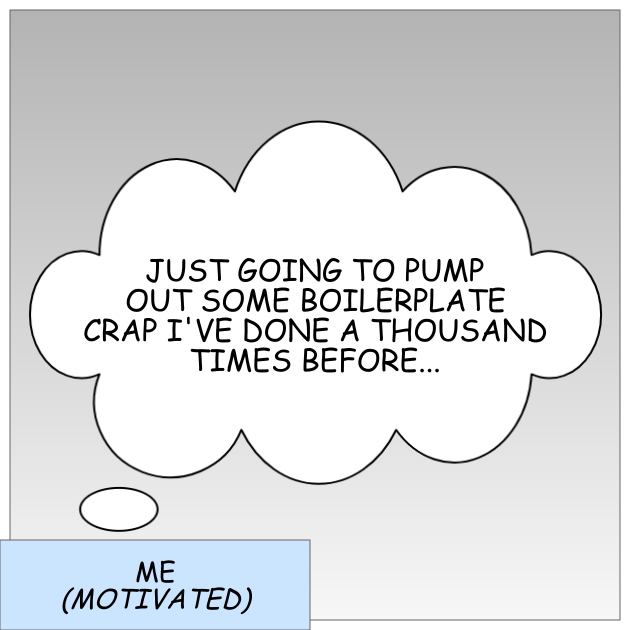 JUST GOING TO PUMP
OUT SOME BOILERPLATE
CRAP I'VE DONE A THOUSAND
TIMES BEFORE...
ME
(MOTIVATED)